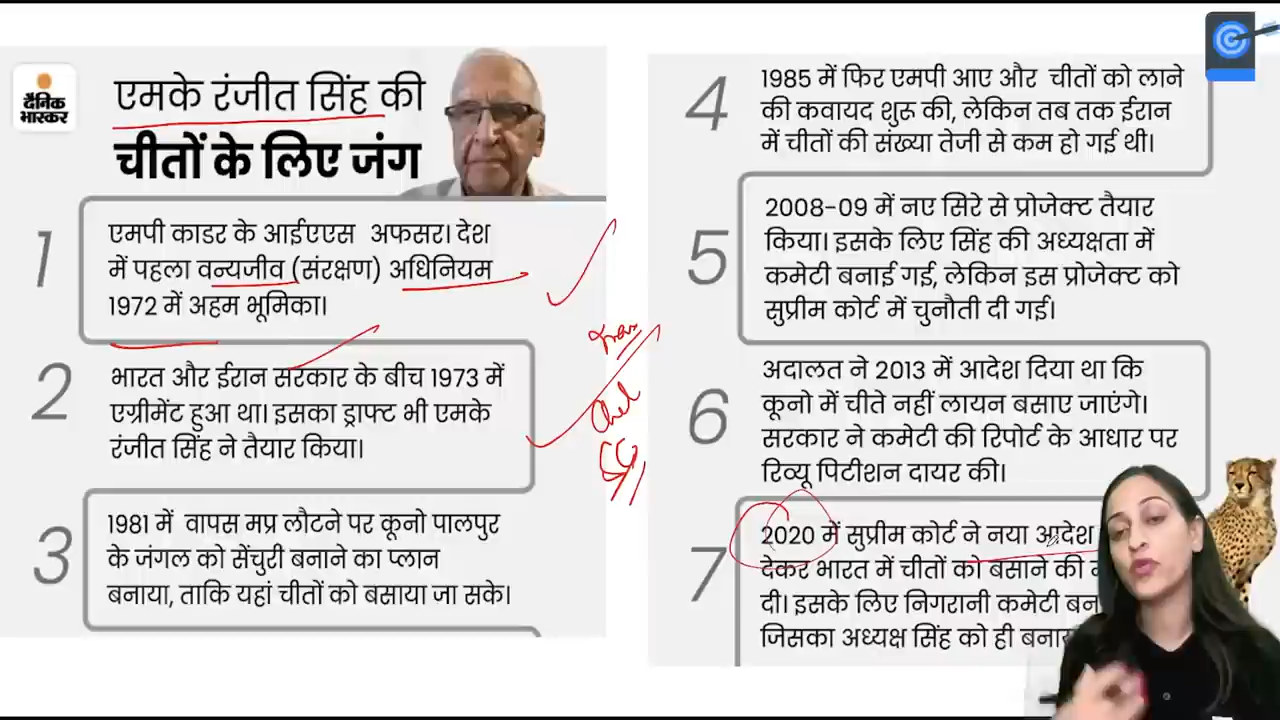 दैनिक
भास्कर
एमके रंजीत सिंह की
चीतों के लिए जंग
1
एमपी काडर के आईएएस अफसर। देश
में पहला वन्यजीव (संरक्षण) अधिनियम
1972 में अहम भूमिका।
2
भारत और ईरान सरकार के बीच 1973 में
एग्रीमेंट हुआ था। इसका ड्राफ्ट भी एमके
रंजीत सिंह ने तैयार किया।
3
1981 में वापस मप्र लौटने पर कूनो पालपुर
के जंगल को सेंचुरी बनाने का प्लान
बनाया, ताकि यहां चीतों को बसाया जा सके।
4
1985 में फिर एमपी आए और चीतों को लाने
की कवायद शुरू की, लेकिन तब तक ईरान
में चीतों की संख्या तेजी से कम हो गई थी।
5
2008-09 में नए सिरे से प्रोजेक्ट तैयार
किया। इसके लिए सिंह की अध्यक्षता में
कमेटी बनाई गई, लेकिन इस प्रोजेक्ट को
सुप्रीम कोर्ट में चुनौती दी गई।
6
अदालत ने 2013 में आदेश दिया था कि
कूनो में चीते नहीं लायन बसाए जाएंगे।
सरकार ने कमेटी की रिपोर्ट के आधार पर
रिव्यू पिटीशन दायर की।
7
2020 में सुप्रीम कोर्ट ने नया आदेश
देकर भारत में चीतों को बसाने की
दी। इसके लिए निगरानी कमेटी
जिसका अध्यक्ष सिंह को ही